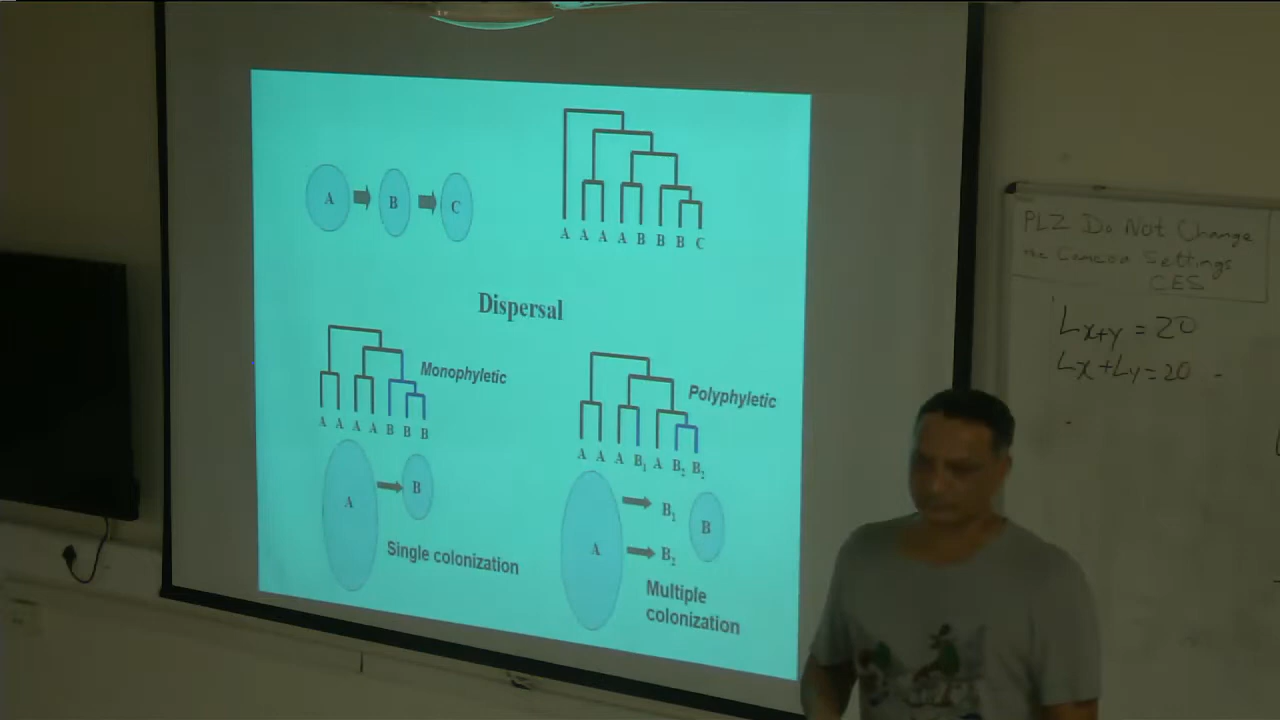 A B C
A A A A B B B C
Dispersal
Monophyletic
A A A A B B B
A B
Single colonization
Polyphyletic
A A A B₁ A B₂ B₂
A B₁ B
B₂
Multiple
colonization
PLZ Do Not Change
the Camera Settings
CES
Lx+y = 20
Lx+Ly=20